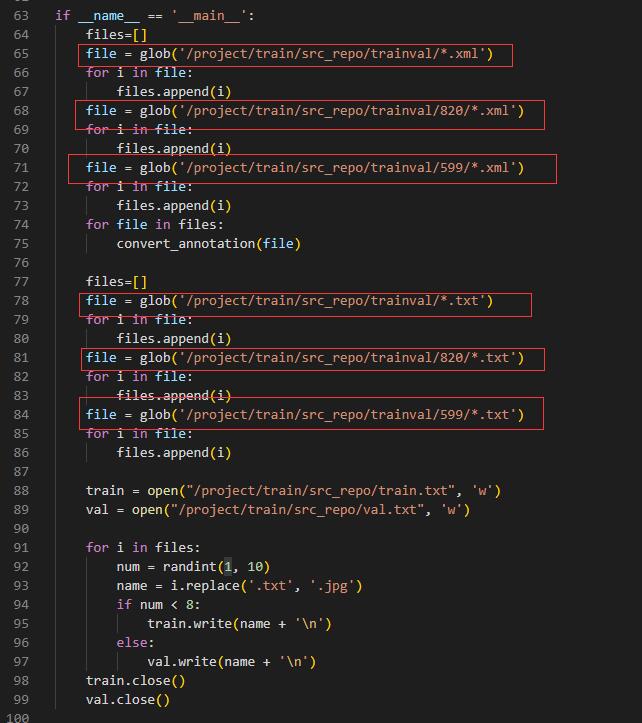 63 if __name__ == '__main__':
64 files=[]
65 file = glob('/project/train/src_repo/trainval/*.xml')
66 for i in file:
67 files.append(i)
68 file = glob('/project/train/src_repo/trainval/820/*.xml')
69 for i in file:
70 files.append(i)
71 file = glob('/project/train/src_repo/trainval/599/*.xml')
72 for i in file:
73 files.append(i)
74 for file in files:
75 convert_annotation(file)
76
77 files=[]
78 file = glob('/project/train/src_repo/trainval/*.txt')
79 for i in file:
80 files.append(i)
81 file = glob('/project/train/src_repo/trainval/820/*.txt')
82 for i in file:
83 files.append(i)
84 file = glob('/project/train/src_repo/trainval/599/*.txt')
85 for i in file:
86 files.append(i)
87
88 train = open("/project/train/src_repo/train.txt", 'w')
89 val = open("/project/train/src_repo/val.txt", 'w')
90
91 for i in files:
92 num = randint(1, 10)
93 name = i.replace('.txt', '.jpg')
94 if num < 8:
95 train.write(name + '\n')
96 else:
97 val.write(name + '\n')
98 train.close()
99 val.close()
100